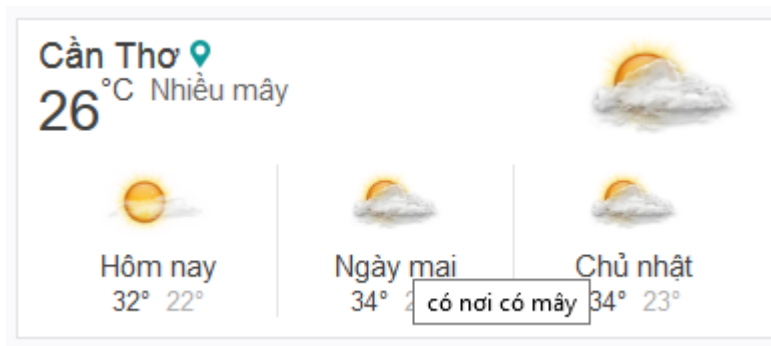 Cần Thơ
26 °C Nhiều mây
Hôm nay
32° 22°
Ngày mai
34°
có nơi có mây
Chủ nhật
34° 23°